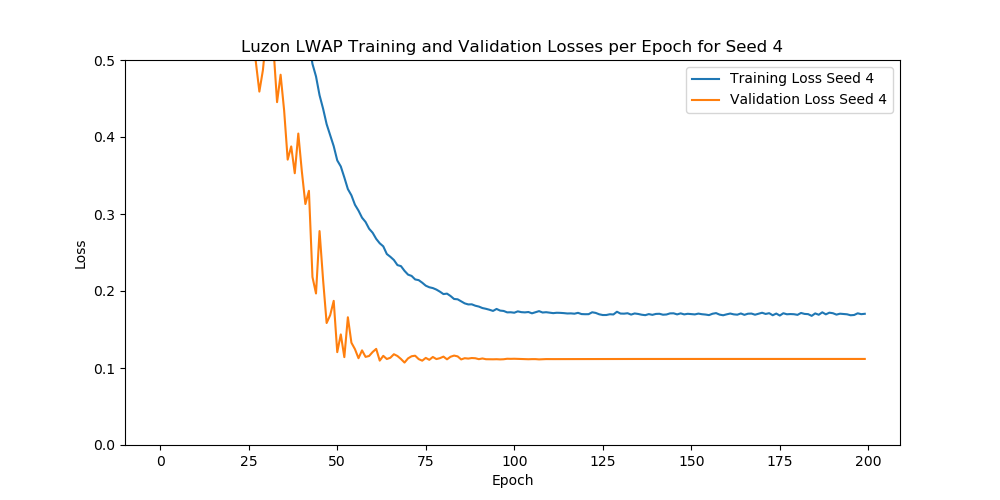 Luzon LWAP Training and Validation Losses per Epoch for Seed 4
Training Loss Seed 4
Validation Loss Seed 4
Loss
0.5
0.4
0.3
0.2
0.1
0.0
0 25 50 75 100 125 150 175 200
Epoch